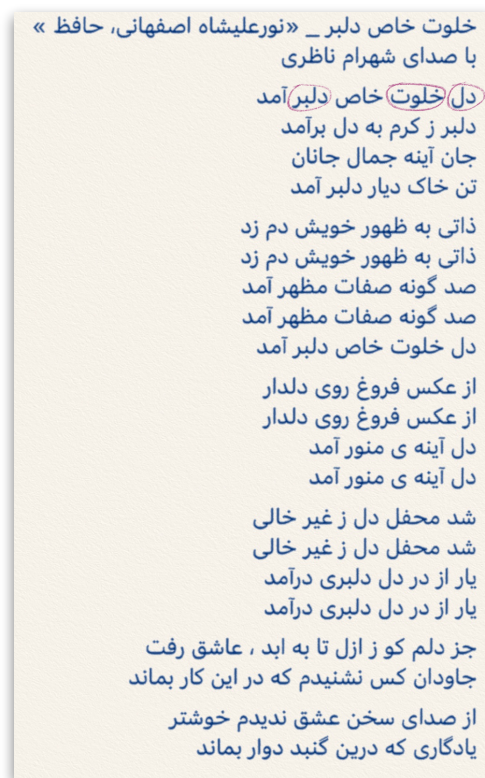 خلوت خاص دلبر _ «نورعلیشاه اصفهانی، حافظ »
با صدای شهرام ناظری
دل خلوت خاص دلبر آمد
دلبر ز کرم به دل برآمد
جان آینه جمال جانان
تن خاک دیار دلبر آمد
ذاتی به ظهور خویش دم زد
ذاتی به ظهور خویش دم زد
صد گونه صفات مظهر آمد
صد گونه صفات مظهر آمد
دل خلوت خاص دلبر آمد
از عکس فروغ روی دلدار
از عکس فروغ روی دلدار
دل آینه ی منور آمد
دل آینه ی منور آمد
شد محفل دل ز غیر خالی
شد محفل دل ز غیر خالی
یار از در دل دلبری درآمد
یار از در دل دلبری درآمد
جز دلم کو ز ازل تا به ابد ، عاشق رفت
جاودان کس نشنیدم که در این کار بماند
از صدای سخن عشق ندیدم خوشتر
یادگاری که درین گنبد دوار بماند